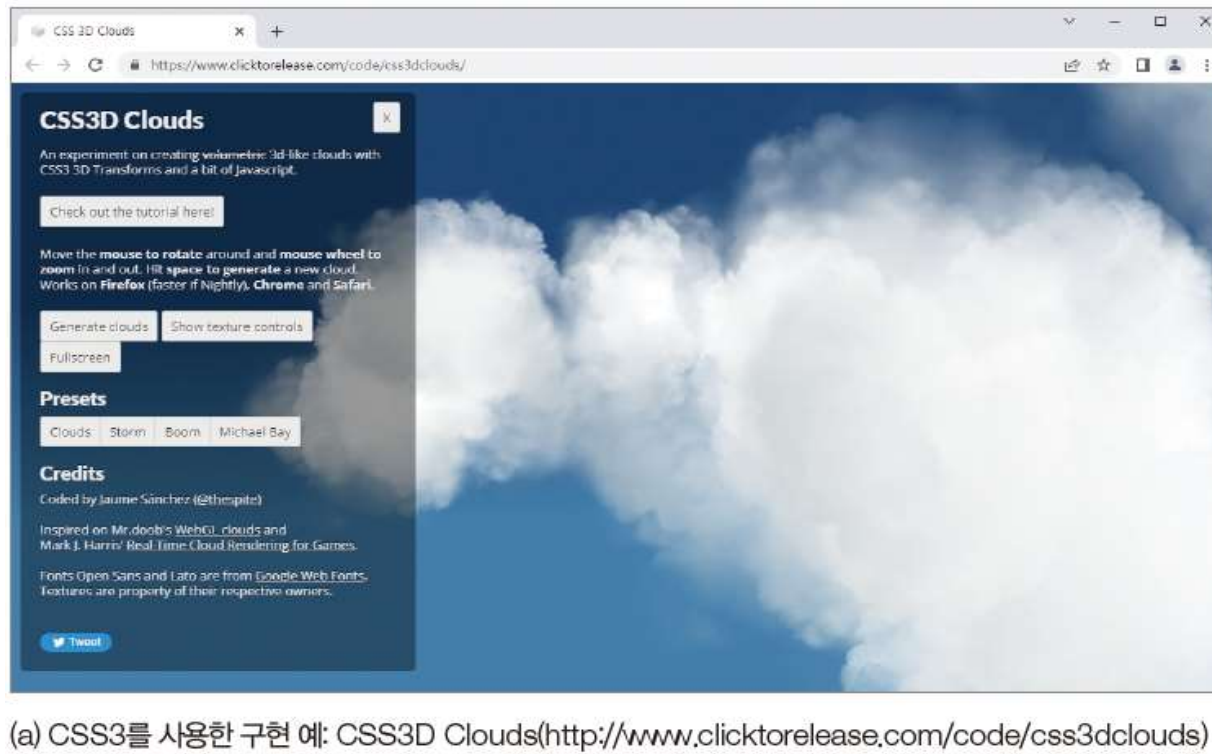 CSS 3D Clouds
https://www.clicktorelease.com/code/css3dclouds/
CSS3D Clouds
X
An experiment on creating volumetric 3d-like clouds with
CSS3 3D Transforms and a bit of Javascript.
Check out the tutorial here!
Move the mouse to rotate around and mouse wheel to
zoom in and out. Hit space to generate a new cloud.
Works on Firefox (faster if Nightly), Chrome and Safari.
Generate clouds Show texture controls
Fullscreen
Presets
Clouds Storm Boom Michael Bay
Credits
Coded by Jaume Sánchez (@thespite)
Inspired on Mr.doob's WebGL clouds and
Mark J. Harris' Real-Time Cloud Rendering for Games.
Fonts Open Sans and Lato are from Google Web Fonts.
Textures are property of their respective owners.
Tweet
(a) CSS3를 사용한 구현 예: CSS3D Clouds(http://www.clicktorelease.com/code/css3dclouds)